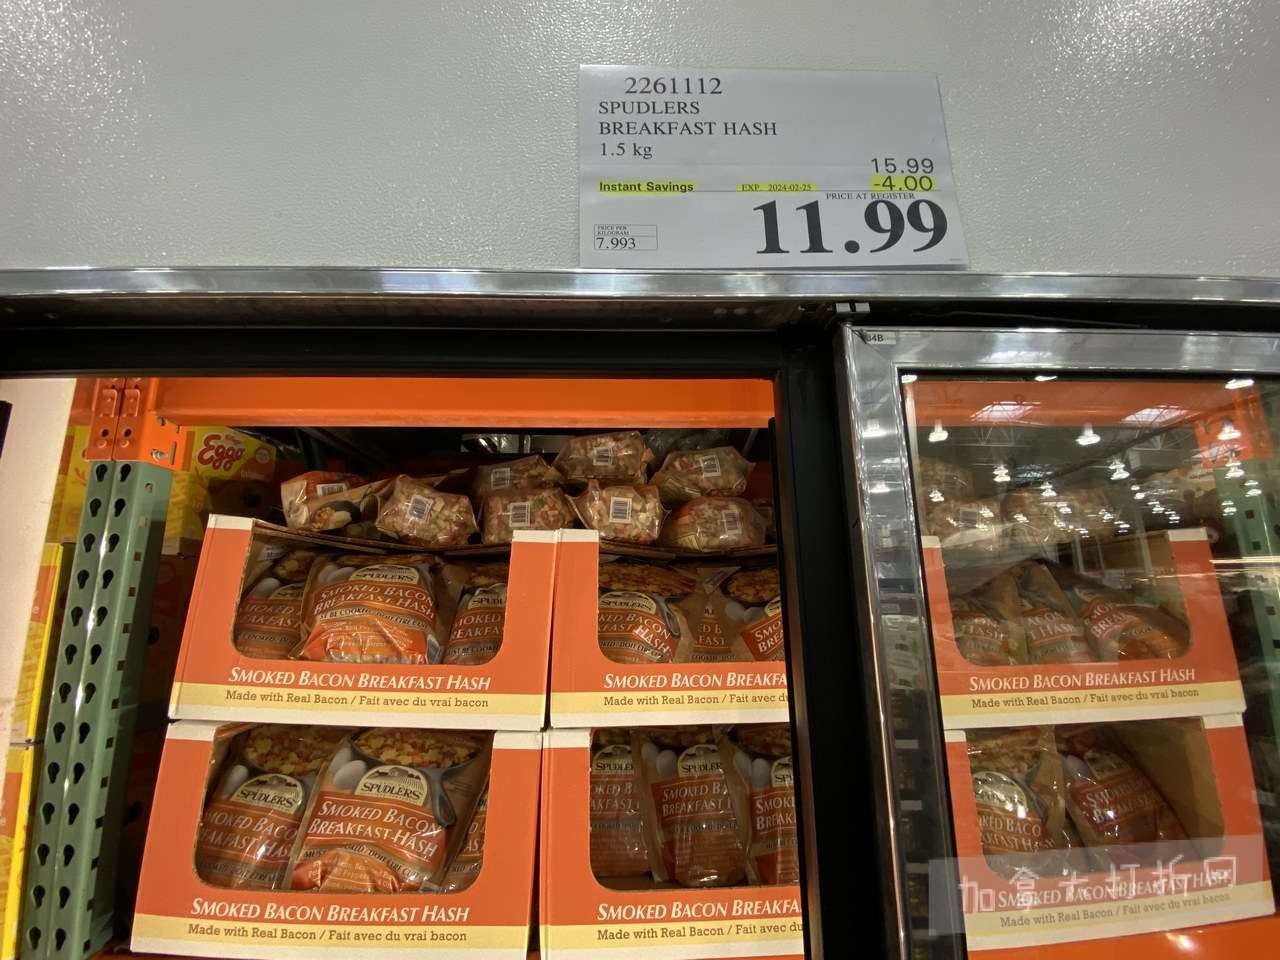 2261112
SPUDLERS
BREAKFAST HASH
1.5 kg
15.99
Instant Savings
EXP. 2024-02-25
-4.00
PRICE AT REGISTER
11.99
PRICE PER
KILOGRAM
7.993
84B
Eggo
SPUDLERS
SMOKED BACON
BREAKFAST HASH
SMOKED BACON BREAKFAST HASH
Made with Real Bacon / Fait avec du vrai bacon
SMOKED BACON BREAKFAST HASH
Made with Real Bacon / Fait avec du
SMOKED BACON BREAKFAST HASH
Made with Real Bacon / Fait avec du vrai bacon
SPUDLERS
SPUDLERS
SMOKED BACON
BREAKFAST HASH
SPUDLERS
SMOKED BACON BREAKFAST HASH
Made with Real Bacon / Fait avec du vrai bacon
SMOKED BACON BREAKFAST HASH
Made with Real Bacon / Fait avec du
SMOKED BACON BREAKFAST HASH
Made with Real Bacon / Fait avec du vrai bacon
加拿大打折网